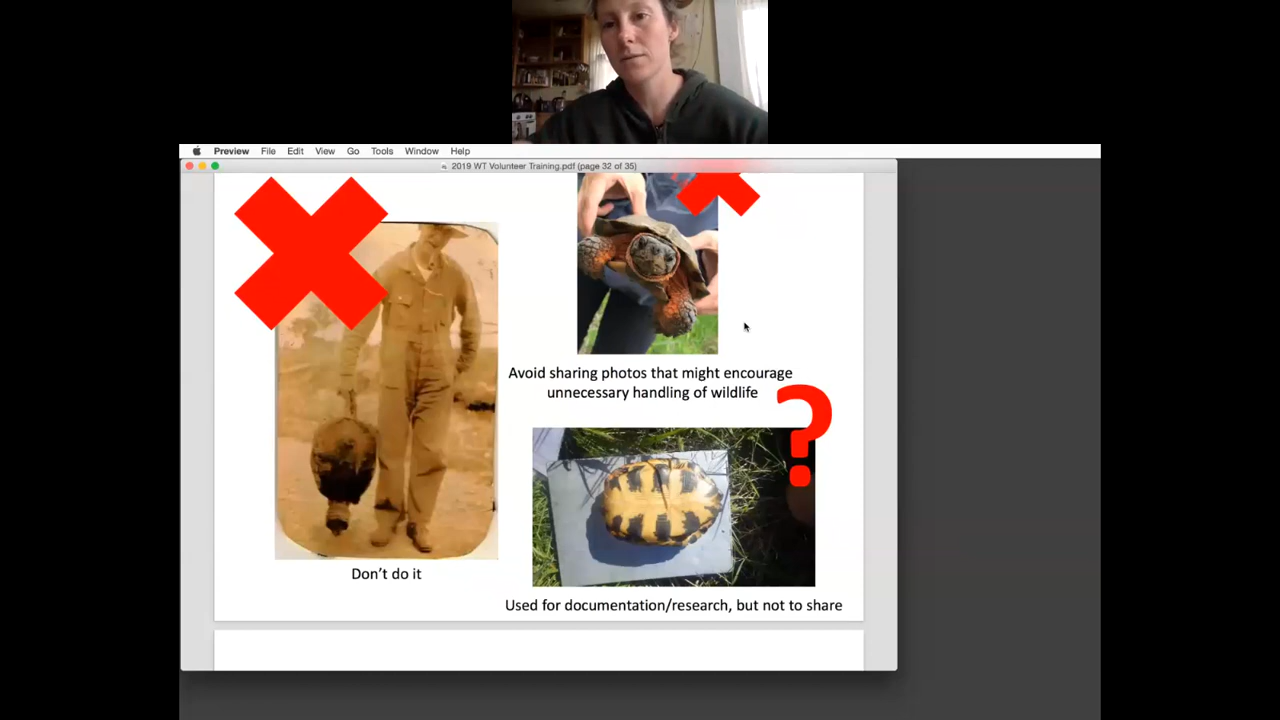 Preview File Edit View Go Tools Window Help
2019 WT Volunteer Training.pdf (page 32 of 35)
Avoid sharing photos that might encourage
unnecessary handling of wildlife
?
Don't do it
Used for documentation/research, but not to share